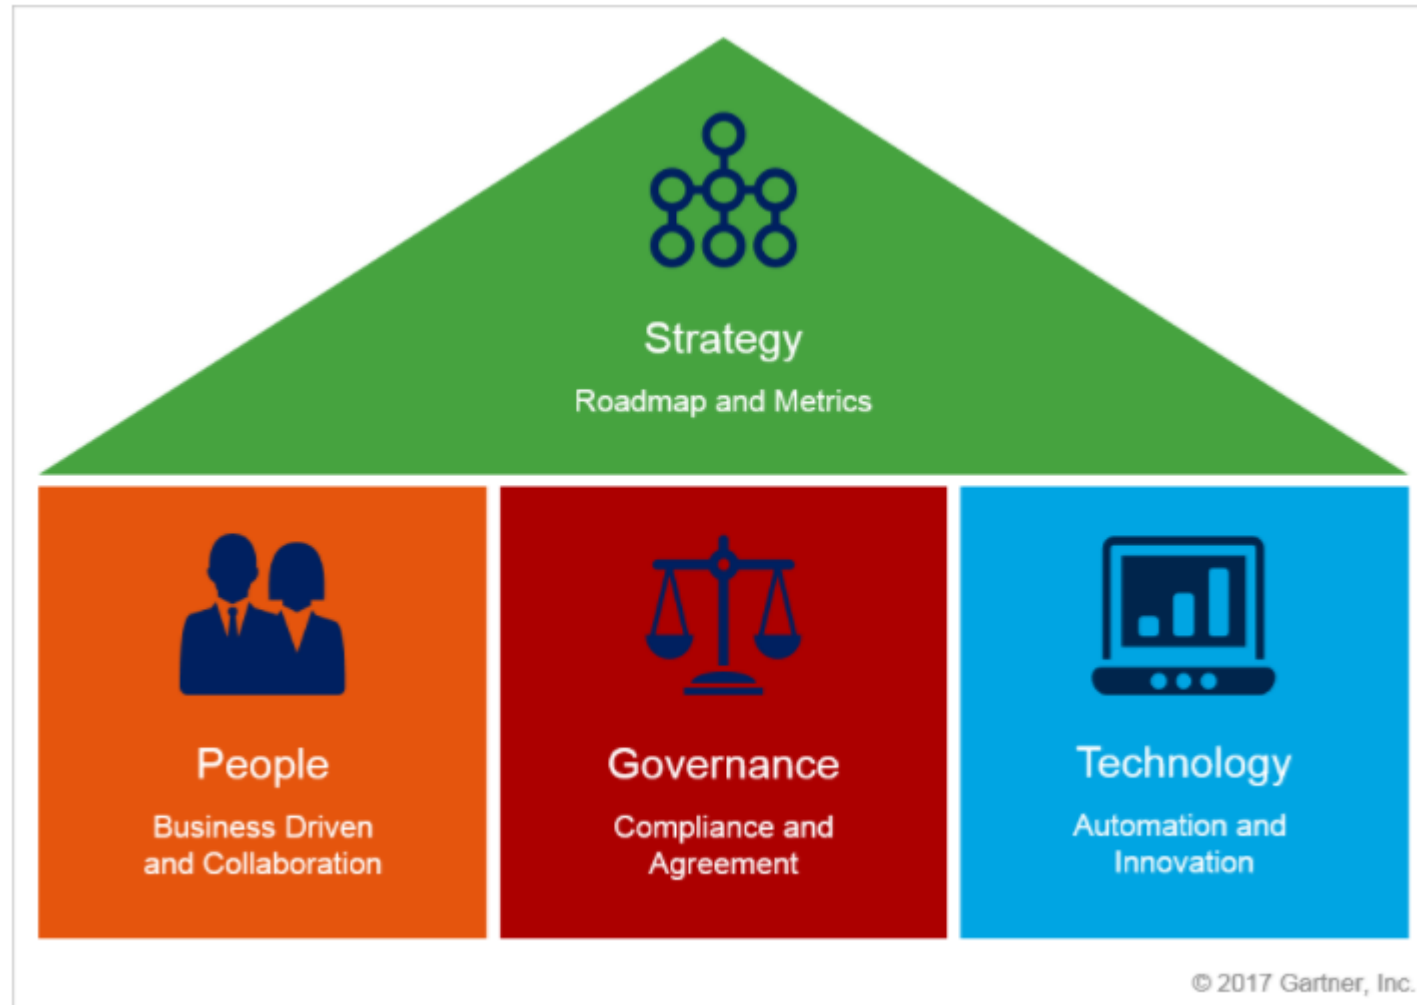 Strategy
Roadmap and Metrics
People
Business Driven
and Collaboration
Governance
Compliance and
Agreement
Technology
Automation and
Innovation
© 2017 Gartner, Inc.